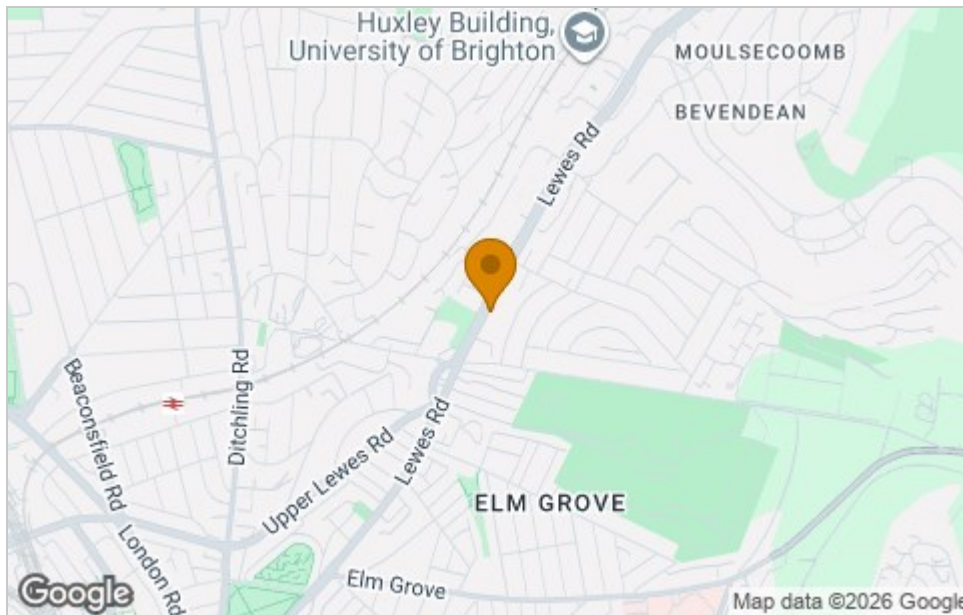 Huxley Building,
University of Brighton
MOULSECOOMB
BEVENDEAN
Lewes Rd
Ditchling Rd
Beaconsfield Rd
Lewes Rd
Upper Lewes Rd
London Rd
ELM GROVE
Elm Grove
Google
Map data ©2026 Google